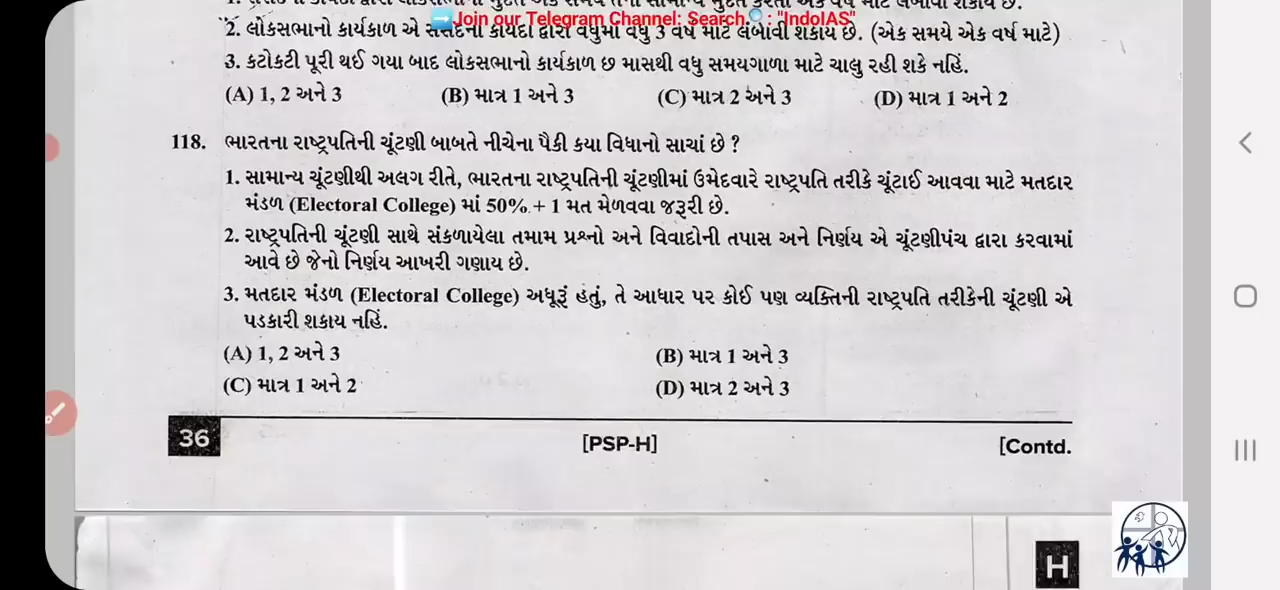 ➡Join our Telegram Channel: Search🔍: "IndoIAS"
2. લોકસભાનો કાર્યકાળ એ સંસદના કાયદા દ્વારા વધુમાં વધુ 3 વર્ષ માટે લંબાવી શકાય છે. (એક સમયે એક વર્ષ માટે)
3. કટોકટી પૂરી થઈ ગયા બાદ લોકસભાનો કાર્યકાળ છ માસથી વધુ સમયગાળા માટે ચાલુ રહી શકે નહિં.
(A) 1, 2 અને 3 (B) માત્ર 1 અને 3 (C) માત્ર 2 અને 3 (D) માત્ર 1 અને 2
118. ભારતના રાષ્ટ્રપતિની ચૂંટણી બાબતે નીચેના પૈકી કયા વિધાનો સાચાં છે ?
1. સામાન્ય ચૂંટણીથી અલગ રીતે, ભારતના રાષ્ટ્રપતિની ચૂંટણીમાં ઉમેદવારે રાષ્ટ્રપતિ તરીકે ચૂંટાઈ આવવા માટે મતદાર
મંડળ (Electoral College) માં 50% + 1 મત મેળવવા જરૂરી છે.
2. રાષ્ટ્રપતિની ચૂંટણી સાથે સંકળાયેલા તમામ પ્રશ્નો અને વિવાદોની તપાસ અને નિર્ણય એ ચૂંટણીપંચ દ્વારા કરવામાં
આવે છે જેનો નિર્ણય આખરી ગણાય છે.
3. મતદાર મંડળ (Electoral College) અધૂરૂં હતું, તે આધાર પર કોઈ પણ વ્યક્તિની રાષ્ટ્રપતિ તરીકેની ચૂંટણી એ
પડકારી શકાય નહિં.
(A) 1, 2 અને 3 (B) માત્ર 1 અને 3
(C) માત્ર 1 અને 2 (D) માત્ર 2 અને 3
36 [PSP-H] [Contd.
H